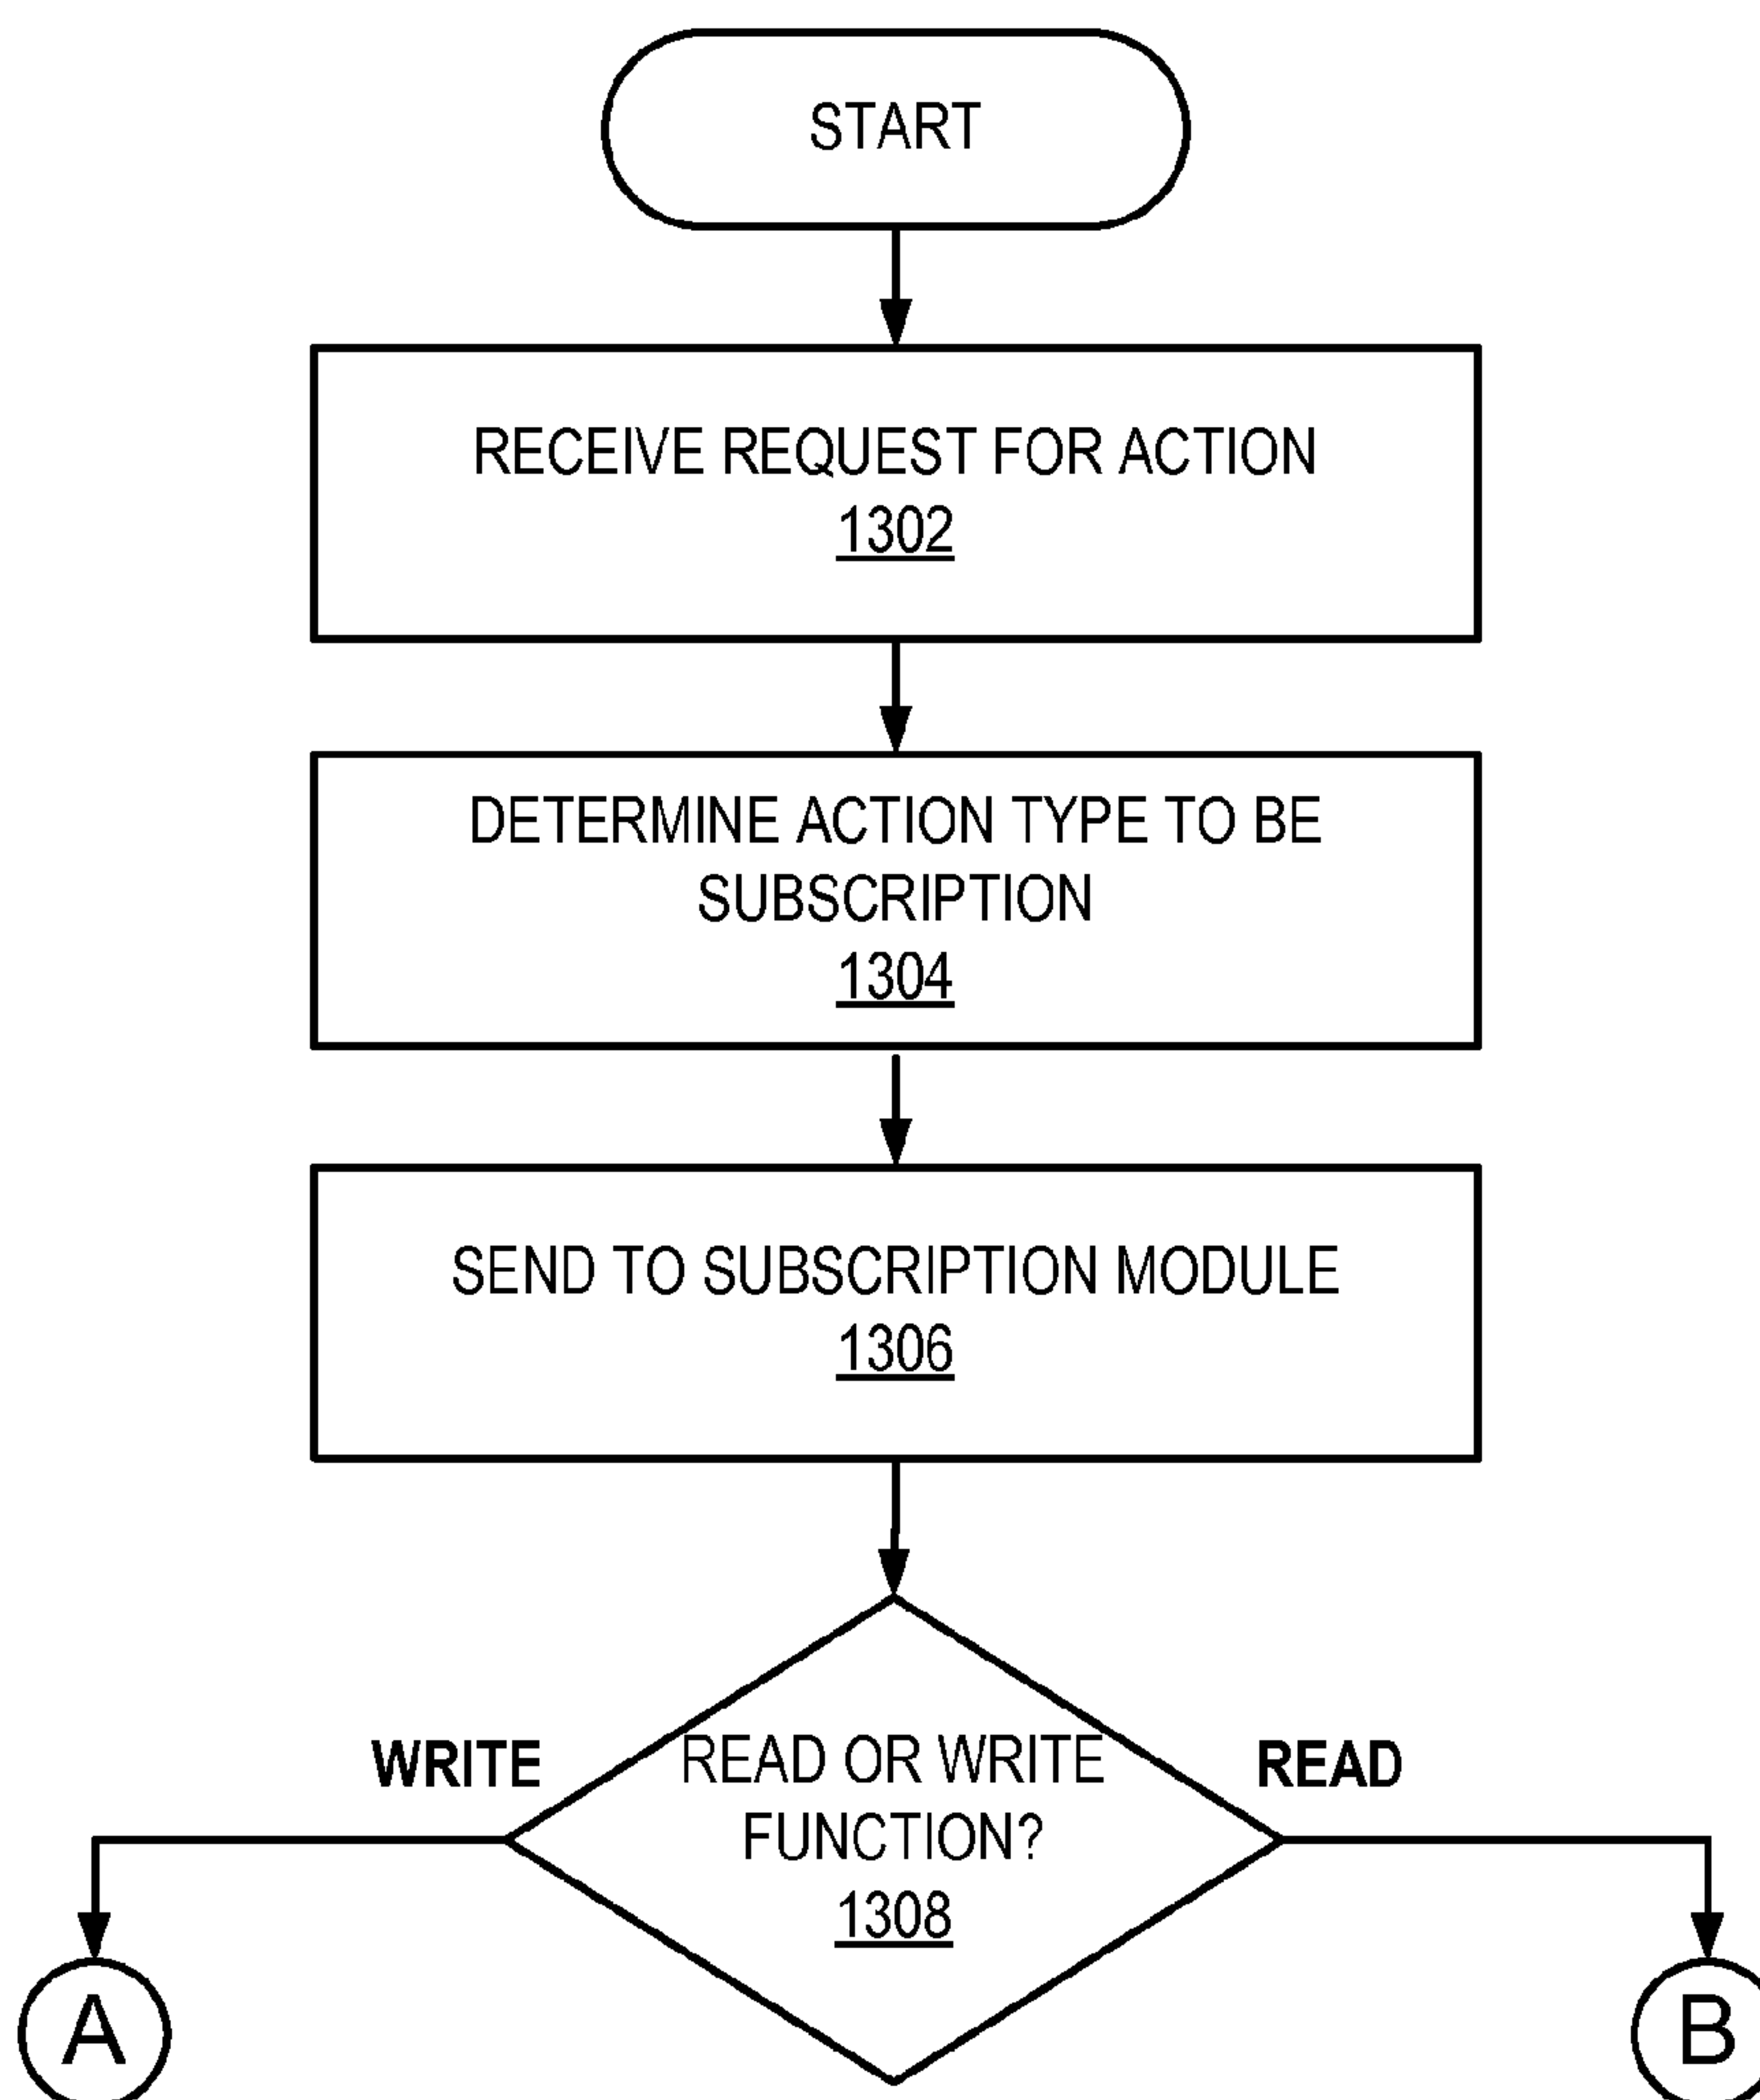 START
RECEIVE REQUEST FOR ACTION
1302
DETERMINE ACTION TYPE TO BE
SUBSCRIPTION
1304
SEND TO SUBSCRIPTION MODULE
1306
WRITE
READ OR WRITE
READ
FUNCTION?
1308
A
B